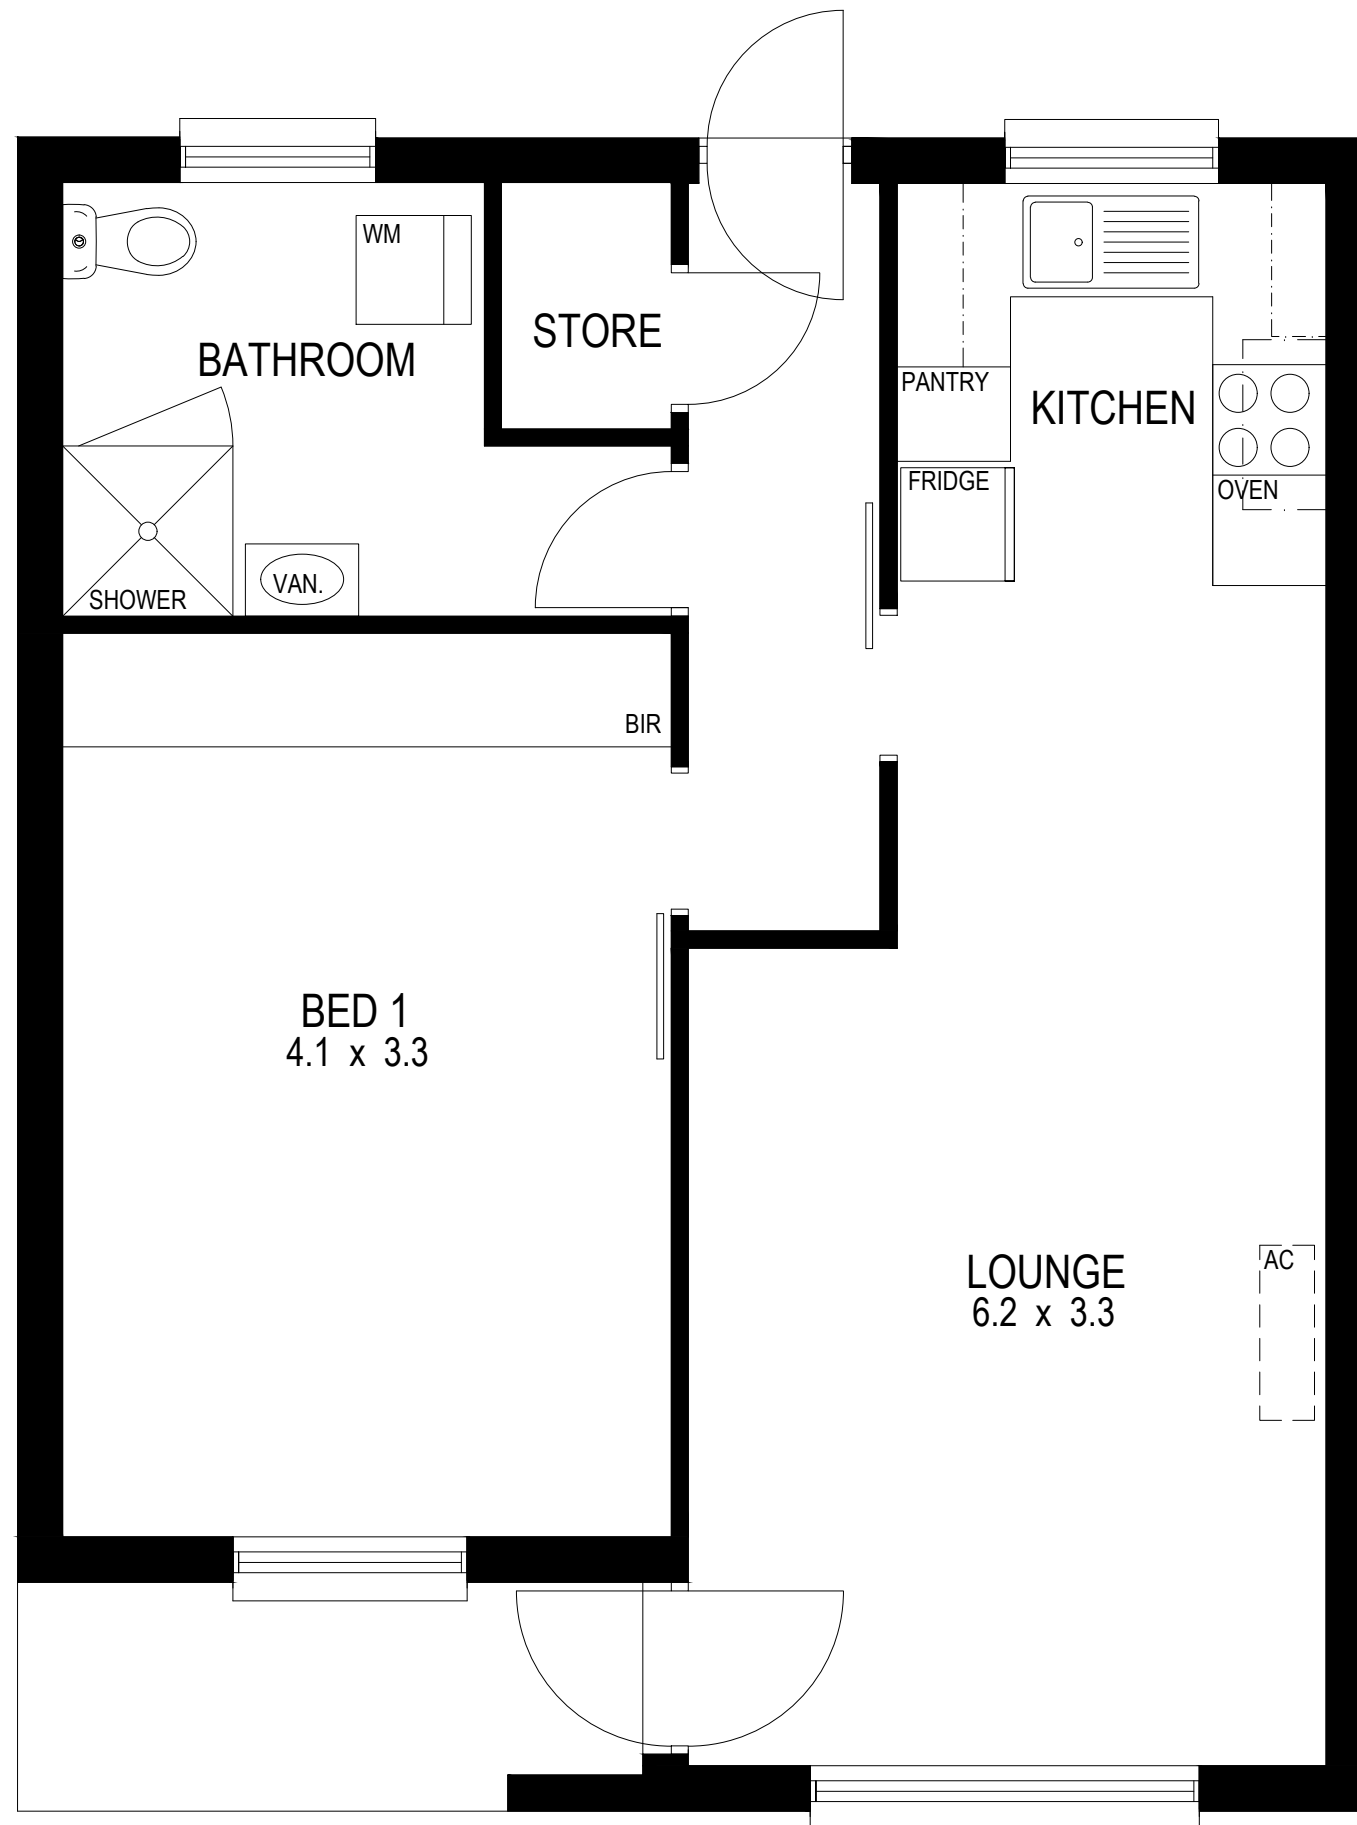 WM
STORE
BATHROOM
PANTRY
KITCHEN
FRIDGE
OVEN
VAN.
SHOWER
BIR
BED 1
4.1 x 3.3
LOUNGE
6.2 x 3.3
AC